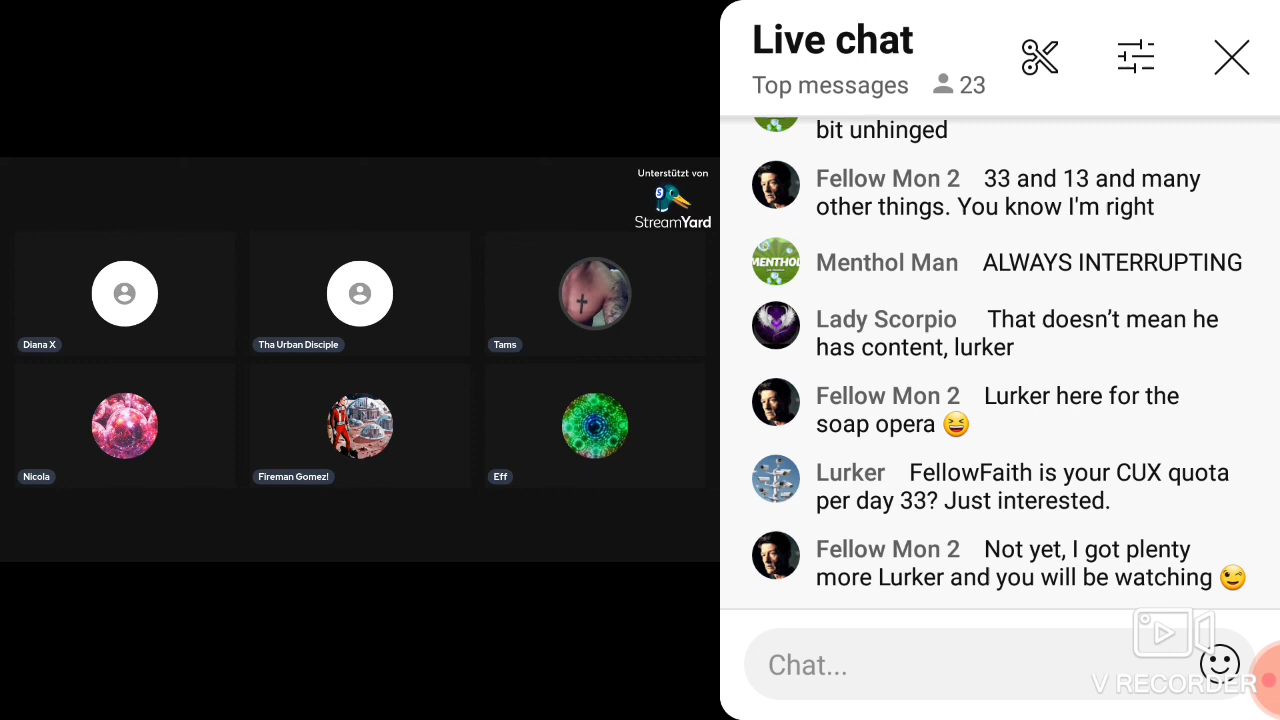 Unterstützt von
StreamYard
Diana X
Tha Urban Disciple
Tams
Nicola
Fireman Gomezl
Eff
Live chat
Top messages 23
bit unhinged
Fellow Mon 2 33 and 13 and many
other things. You know I'm right
MENTHOL
Menthol Man ALWAYS INTERRUPTING
Lady Scorpio That doesn’t mean he
has content, lurker
Fellow Mon 2 Lurker here for the
soap opera 😆
Lurker FellowFaith is your CUX quota
per day 33? Just interested.
Fellow Mon 2 Not yet, I got plenty
more Lurker and you will be watching 😉
Chat...
V RECORDER